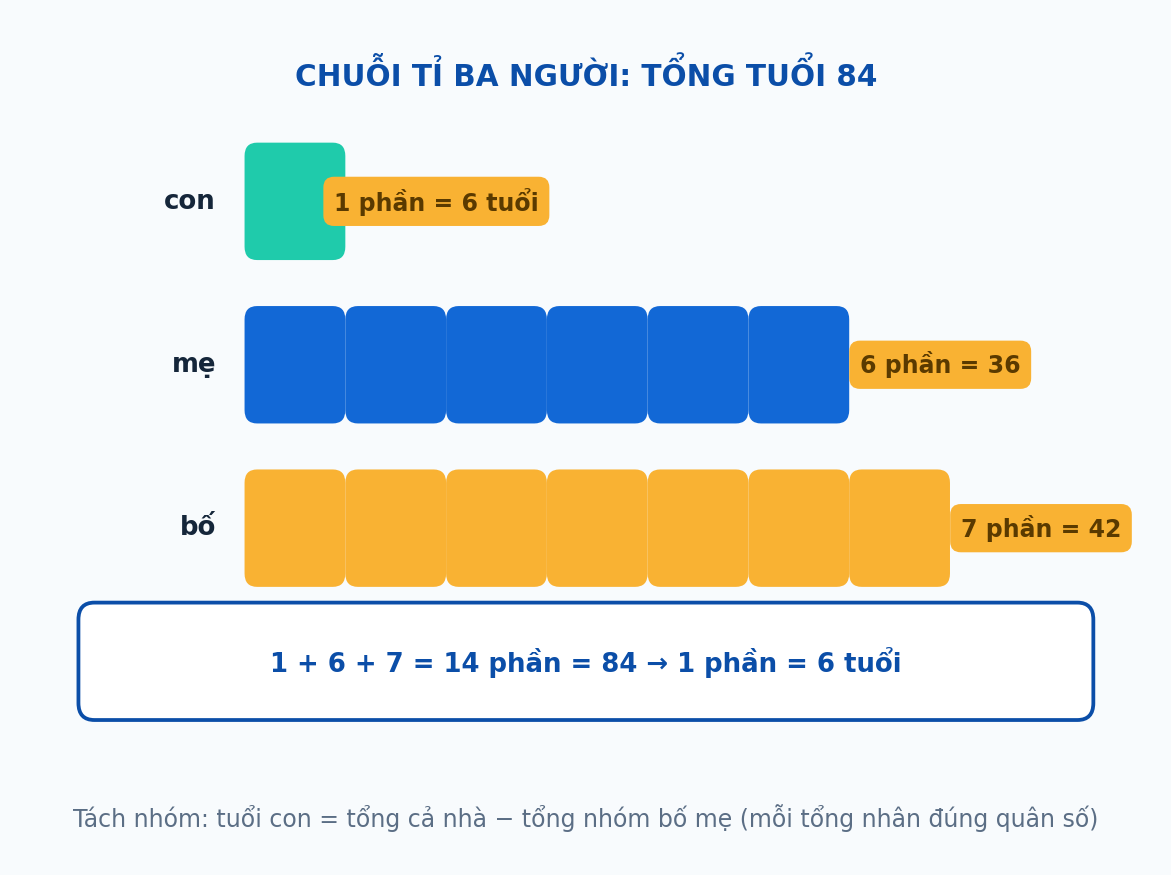 CHUỖI TỈ BA NGƯỜI: TỔNG TUỔI 84
con
1 phần = 6 tuổi
mẹ
6 phần = 36
bố
7 phần = 42
1 + 6 + 7 = 14 phần = 84 → 1 phần = 6 tuổi
Tách nhóm: tuổi con = tổng cả nhà − tổng nhóm bố mẹ (mỗi tổng nhân đúng quân số)